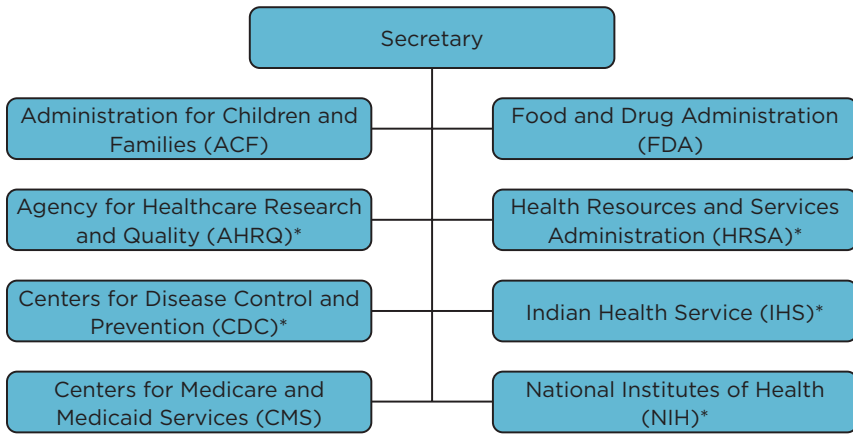 Secretary
Administration for Children and
Families (ACF)
Food and Drug Administration
(FDA)
Agency for Healthcare Research
and Quality (AHRQ)*
Health Resources and Services
Administration (HRSA)*
Centers for Disease Control and
Prevention (CDC)*
Indian Health Service (IHS)*
Centers for Medicare and
Medicaid Services (CMS)
National Institutes of Health
(NIH)*